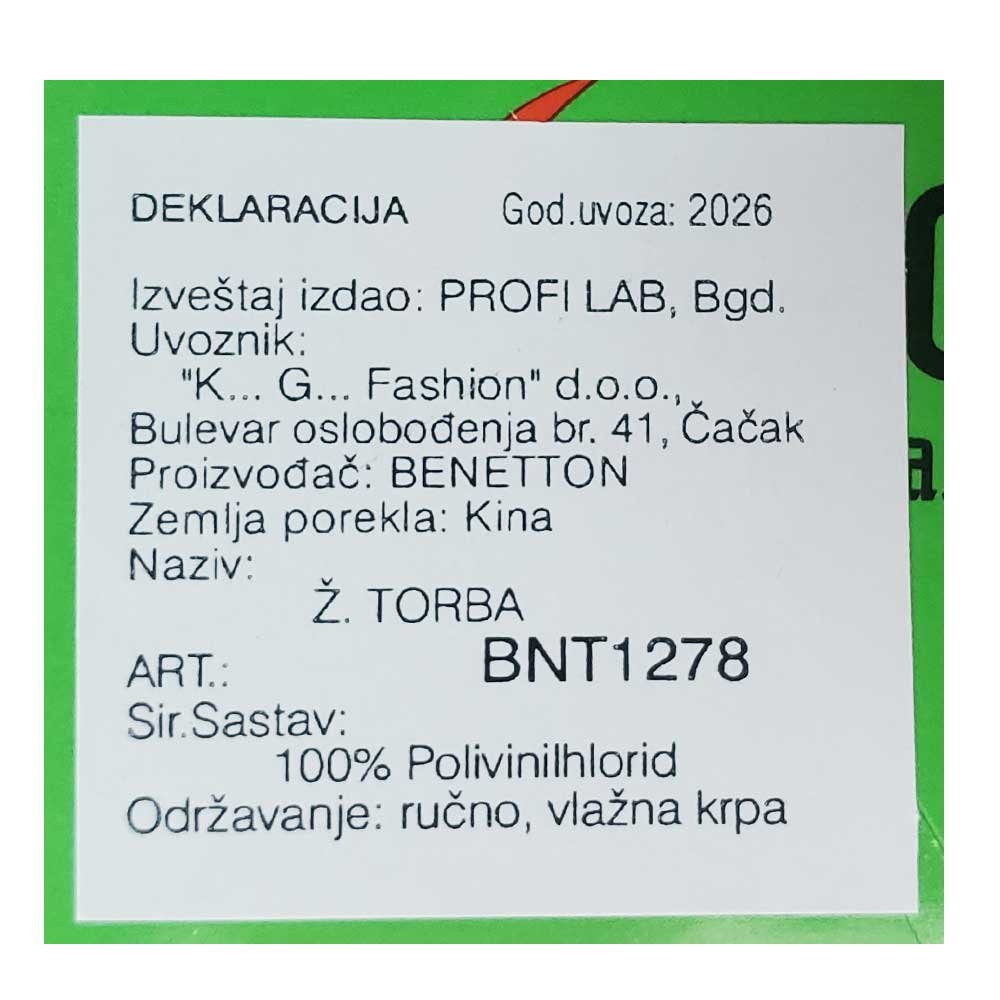 DEKLARACIJA God.uvoza: 2026
Izveštaj izdao: PROFI LAB, Bgd.
Uvoznik:
"K... G... Fashion" d.o.o.,
Bulevar oslobođenja br. 41, Čačak
Proizvođač: BENETTON
Zemlja porekla: Kina
Naziv:
Ž. TORBA
ART.: BNT1278
Sir.Sastav:
100% Polivinilhlorid
Održavanje: ručno, vlažna krpa